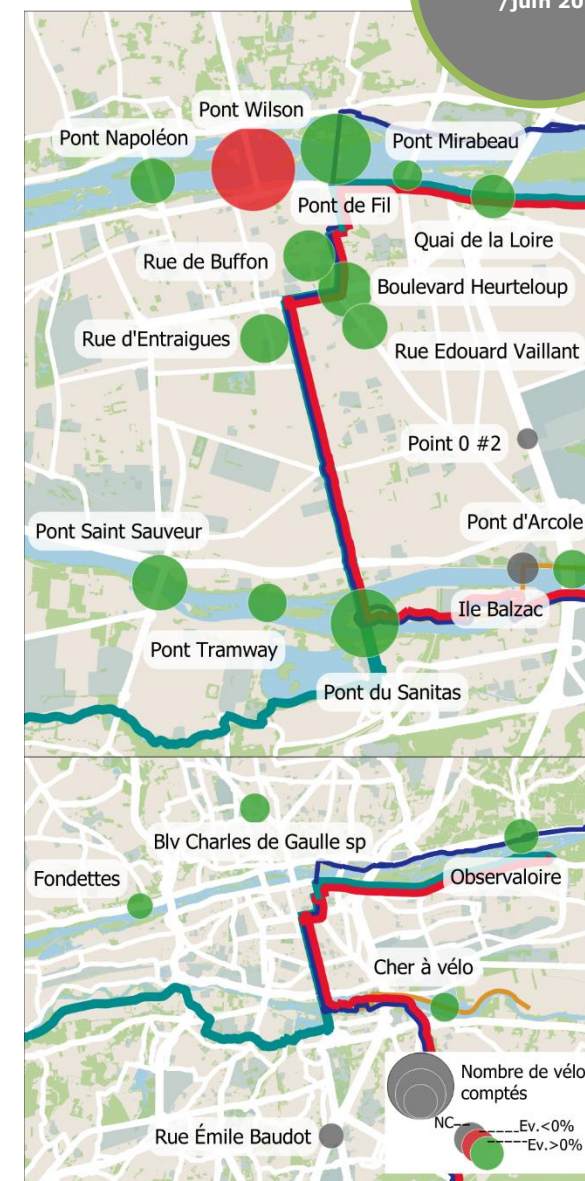 /juin 20
Pont Wilson
Pont Napoléon
Pont Mirabeau
Pont de Fil
Quai de la Loire
Rue de Buffon
Boulevard Heurteloup
Rue d'Entraigues
Rue Edouard Vaillant
Point 0 #2
Pont d'Arcole
Pont Saint Sauveur
Ile Balzac
Pont Tramway
Pont du Sanitas
Blv Charles de Gaulle sp
Fondettes
Observaloire
Cher à vélo
Nombre de vélo
comptés
NC
Ev.<0%
Ev.>0%
Rue Émile Baudot